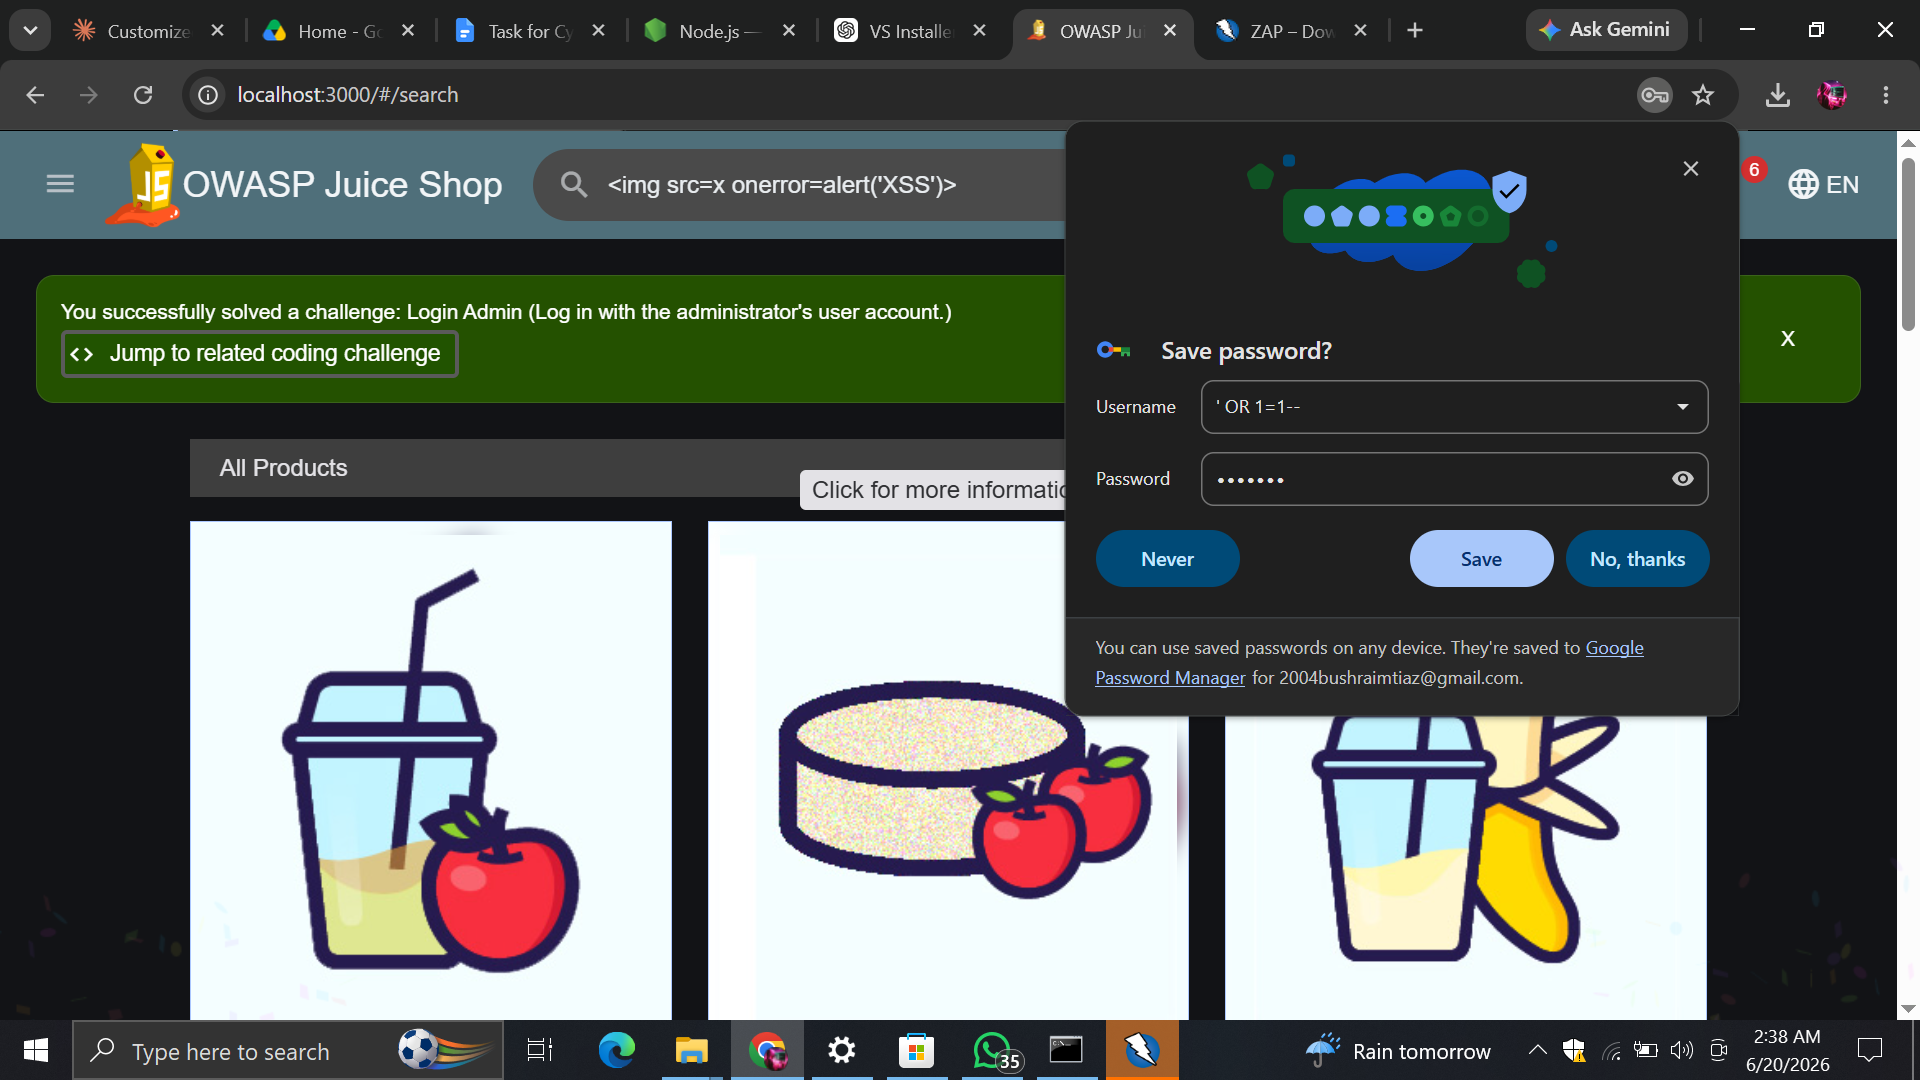 Customize
Home - Go
Task for Cy
Node.js —
VS Installe
OWASP Jui
ZAP – Dow
Ask Gemini
localhost:3000/#/search
JS
OWASP Juice Shop
<img src=x onerror=alert('XSS')>
6
EN
You successfully solved a challenge: Login Admin (Log in with the administrator's user account.)
X
<> Jump to related coding challenge
Save password?
Username
' OR 1=1--
Password
•••••••
Never
Save
No, thanks
You can use saved passwords on any device. They're saved to Google
Password Manager for 2004bushraimtiaz@gmail.com.
All Products
Click for more informatio
Type here to search
35
Rain tomorrow
2:38 AM
6/20/2026